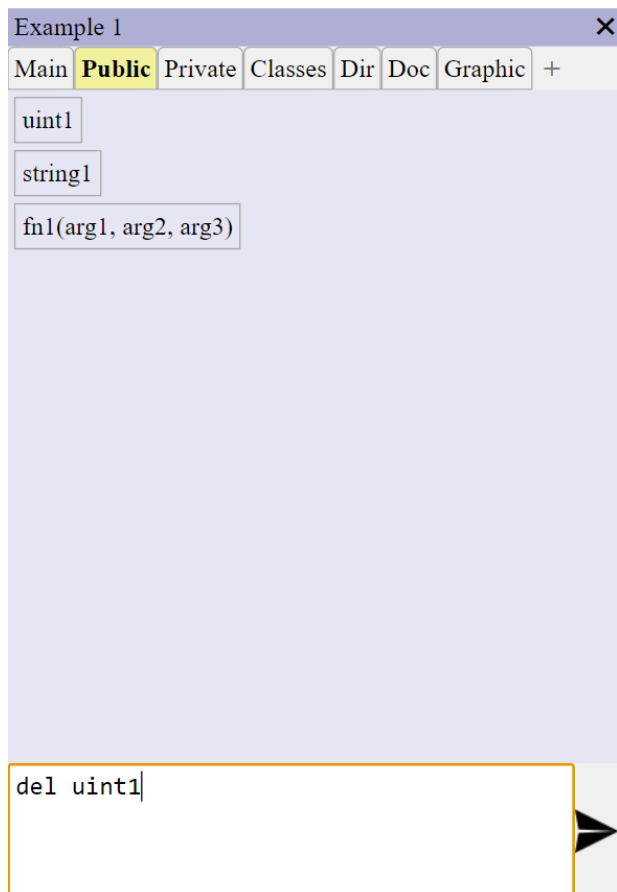 Example 1 ✕
Main Public Private Classes Dir Doc Graphic +
uint1
string1
fn1(arg1, arg2, arg3)
del uint1